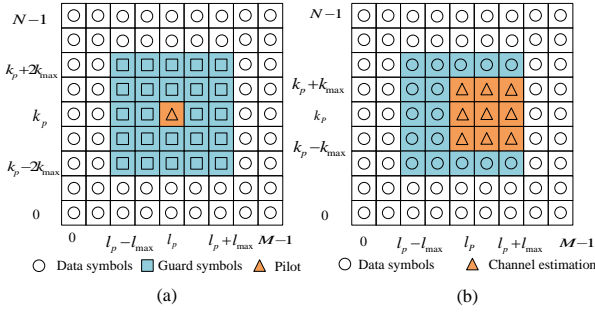 N−1
k_p+2k_max
k_p
k_p−2k_max
0
0 l_p−l_max l_p l_p+l_max M−1
Data symbols Guard symbols Pilot
(a)
N−1
k_p+k_max
k_P
k_p−k_max
0
0 l_p−l_max l_P l_p+l_max M−1
Data symbols Channel estimation
(b)